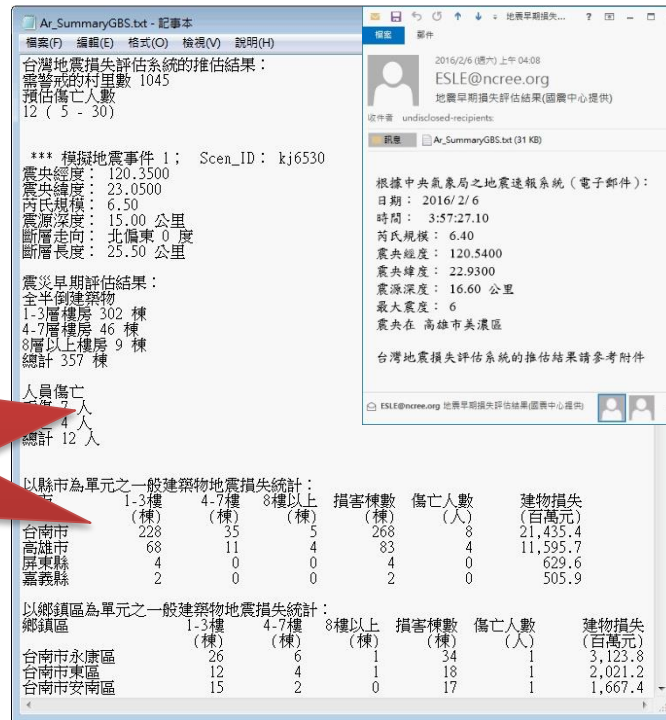 Ar_SummaryGBS.txt - 記事本
檔案(F) 編輯(E) 格式(O) 檢視(V) 說明(H)
台灣地震損失評估系統的推估結果：
需警戒的村里數 1045
預估傷亡人數
12 ( 5 - 30)
*** 模擬地震事件 1； Scen_ID： kj6530
震央經度： 120.3500
震央緯度： 23.0500
芮氏規模： 6.50
震源深度： 15.00 公里
斷層走向： 北偏東 0 度
斷層長度： 25.50 公里
震災早期評估結果：
全半倒建築物
1-3層樓房 302 棟
4-7層樓房 46 棟
8層以上樓房 9 棟
總計 357 棟
人員傷亡
7 人
4 人
總計 12 人
以縣市為單元之一般建築物地震損失統計：
市 1-3樓 4-7樓 8樓以上 損害棟數 傷亡人數 建物損失
(棟) (棟) (棟) (棟) (人) (百萬元)
台南市 228 35 5 268 8 21,435.4
高雄市 68 11 4 83 4 11,595.7
屏東縣 4 0 0 4 0 629.6
嘉義縣 2 0 0 2 0 505.9
以鄉鎮區為單元之一般建築物地震損失統計：
鄉鎮區 1-3樓 4-7樓 8樓以上 損害棟數 傷亡人數 建物損失
(棟) (棟) (棟) (棟) (人) (百萬元)
台南市永康區 26 6 1 34 1 3,123.8
台南市東區 12 4 1 18 1 2,021.2
台南市安南區 15 2 0 17 1 1,667.4
地震早期損失...
檔案 郵件
2016/2/6 (週六) 上午 04:08
ESLE@ncree.org
地震早期損失評估結果(國震中心提供)
收件者 undisclosed-recipients:
訊息 Ar_SummaryGBS.txt (31 KB)
根據中央氣象局之地震速報系統 (電子郵件)：
日期： 2016/ 2/ 6
時間： 3:57:27.10
芮氏規模： 6.40
震央經度： 120.5400
震央緯度： 22.9300
震源深度： 16.60 公里
最大震度： 6
震央在 高雄市美濃區
台灣地震損失評估系統的推估結果請參考附件
ESLE@ncree.org 地震早期損失評估結果(國震中心提供)